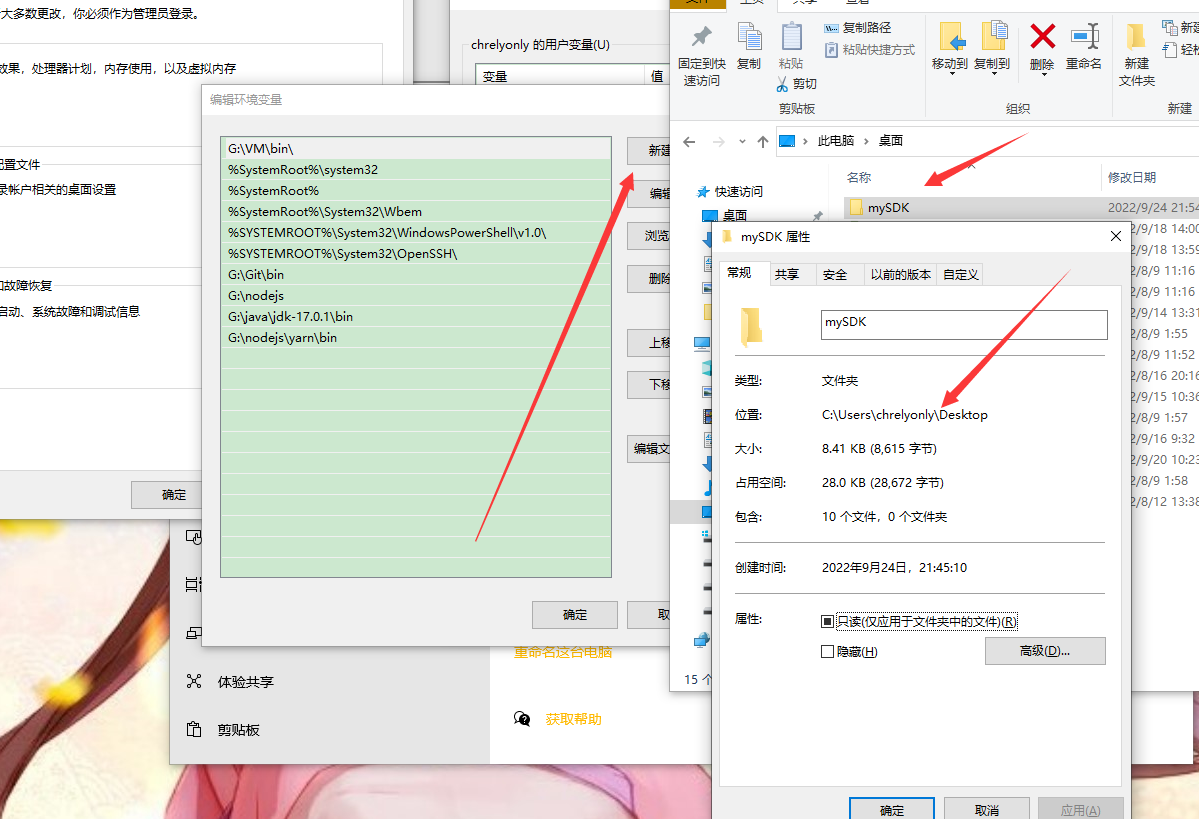 大多数更改，你必须作为管理员登录。
效果，处理器计划，内存使用，以及虚拟内存
配置文件
录帐户相关的桌面设置
和故障恢复
启动、系统故障和调试信息
确定
chrelyonly 的用户变量(U)
变量
值
编辑环境变量
G:\VM\bin\
%SystemRoot%\system32
%SystemRoot%
%SystemRoot%\System32\Wbem
%SYSTEMROOT%\System32\WindowsPowerShell\v1.0\
%SYSTEMROOT%\System32\OpenSSH\
G:\Git\bin
G:\nodejs
G:\java\jdk-17.0.1\bin
G:\nodejs\yarn\bin
新建
编辑
浏览
删除
上移
下移
编辑文
确定
取
体验共享
剪贴板
重命名这台电脑
获取帮助
文件
主页
共享
查看
固定到快
速访问
复制
粘贴
复制路径
粘贴快捷方式
剪切
剪贴板
移动到
复制到
删除
重命名
组织
新建
文件夹
新建
轻松
新建
此电脑
桌面
名称
修改日期
快速访问
桌面
mySDK
2022/9/24 21:54
2/9/18 14:00
2/9/18 13:59
2/8/9 11:16
2/8/9 11:16
2/9/14 13:31
2/8/9 1:55
2/8/9 11:52
2/8/16 20:16
2/9/15 10:36
2/8/9 1:57
2/9/16 9:32
2/9/20 10:23
2/8/9 1:58
2/8/12 13:38
15 个
mySDK 属性
常规
共享
安全
以前的版本
自定义
mySDK
类型:
文件夹
位置:
C:\Users\chrelyonly\Desktop
大小:
8.41 KB (8,615 字节)
占用空间:
28.0 KB (28,672 字节)
包含:
10 个文件，0 个文件夹
创建时间:
2022年9月24日，21:45:10
属性:
只读(仅应用于文件夹中的文件)(R)
隐藏(H)
高级(D)...
确定
取消
应用(A)